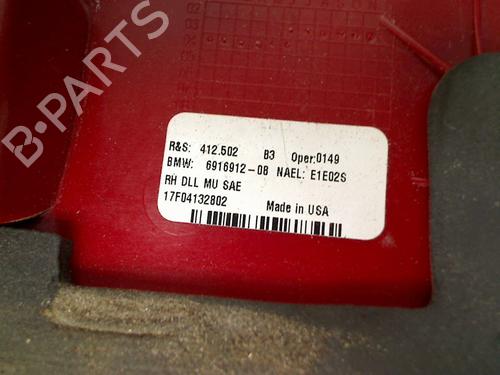 B-PARTS
R&S: 412.502 B3 Oper:0149
BMW: 6916912-08 NAEL: E1E02S
RH DLL MU SAE
17F04132802 Made in USA